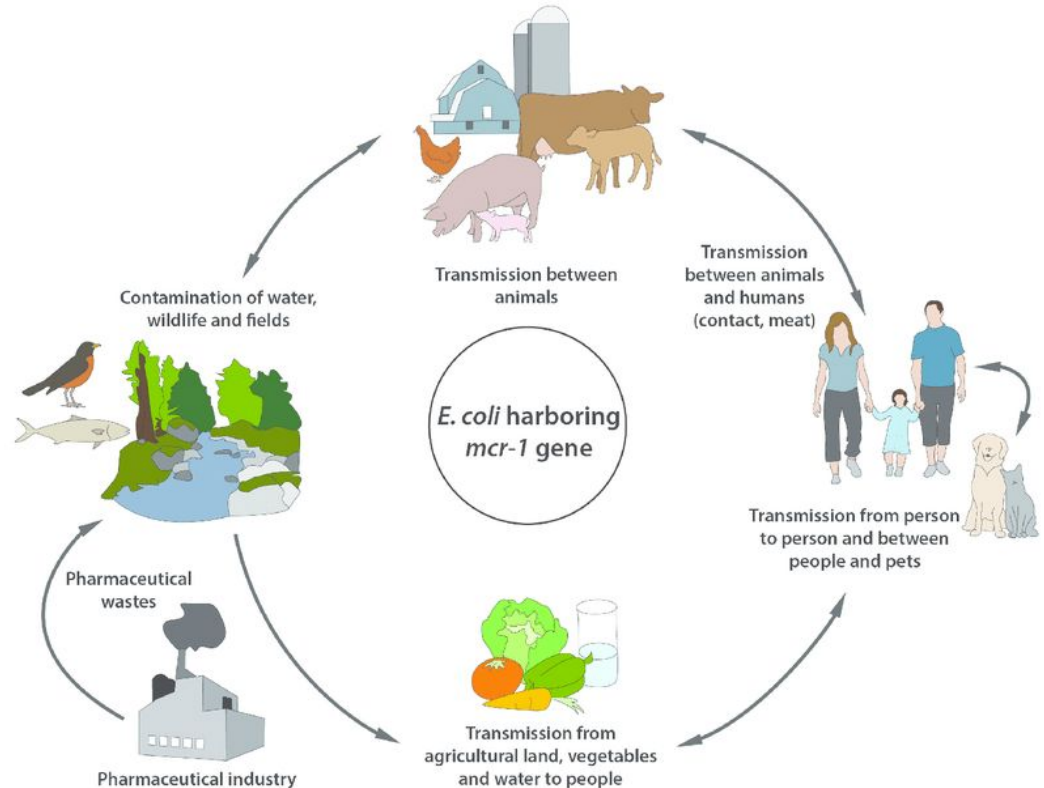 Transmission between
animals
Transmission
between animals
and humans
(contact, meat)
Contamination of water,
wildlife and fields
E. coli harboring
mcr-1 gene
Transmission from person
to person and between
people and pets
Pharmaceutical
wastes
Transmission from
agricultural land, vegetables
and water to people
Pharmaceutical industry